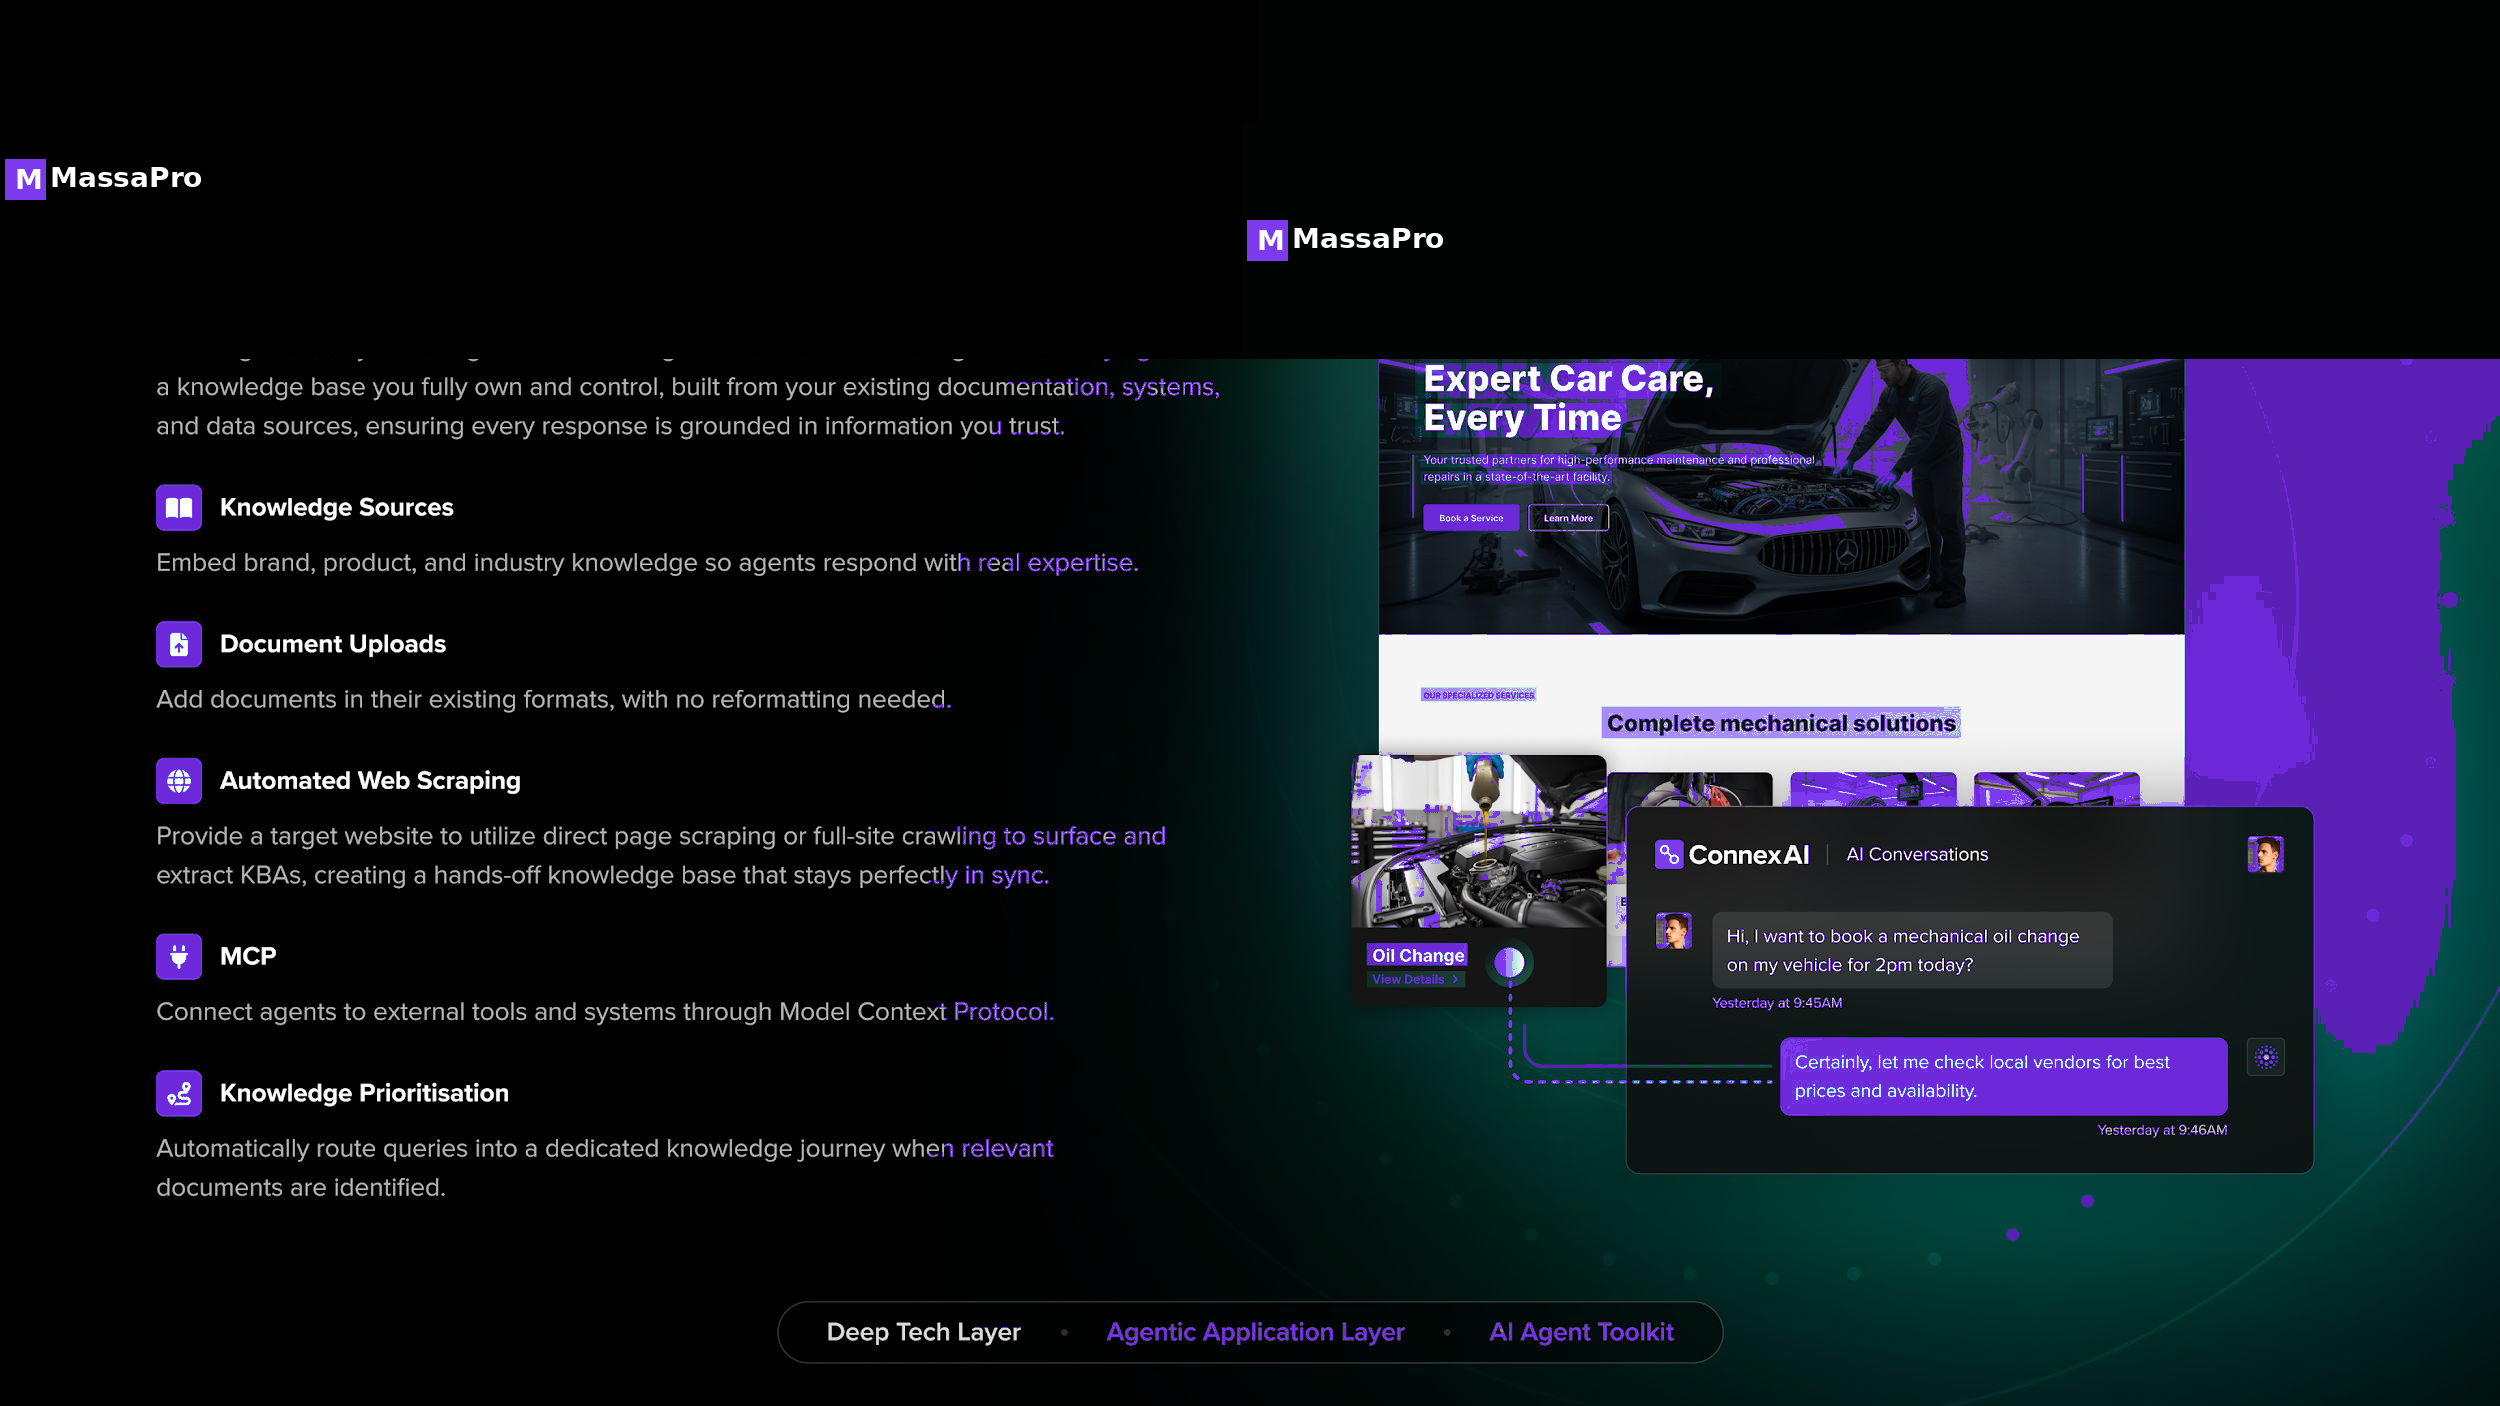 M MassaPro
M MassaPro
a knowledge base you fully own and control, built from your existing documentation, systems,
and data sources, ensuring every response is grounded in information you trust.
Knowledge Sources
Embed brand, product, and industry knowledge so agents respond with real expertise.
Document Uploads
Add documents in their existing formats, with no reformatting needed.
Automated Web Scraping
Provide a target website to utilize direct page scraping or full-site crawling to surface and
extract KBAs, creating a hands-off knowledge base that stays perfectly in sync.
MCP
Connect agents to external tools and systems through Model Context Protocol.
Knowledge Prioritisation
Automatically route queries into a dedicated knowledge journey when relevant
documents are identified.
Expert Car Care,
Every Time
Your trusted partners for high-performance maintenance and professional
repairs in a state-of-the-art facility.
Book a Service
Learn More
OUR SPECIALIZED SERVICES
Complete mechanical solutions
Oil Change
View Details >
ConnexAI | AI Conversations
Hi, I want to book a mechanical oil change
on my vehicle for 2pm today?
Yesterday at 9:45AM
Certainly, let me check local vendors for best
prices and availability.
Yesterday at 9:46AM
Deep Tech Layer • Agentic Application Layer • AI Agent Toolkit